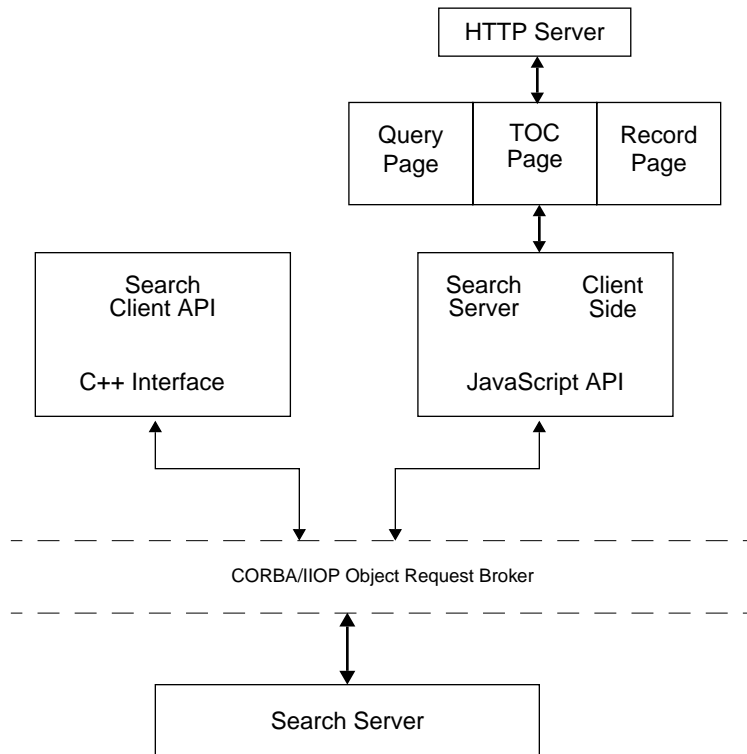 HTTP Server
Query
Page
TOC
Page
Record
Page
Search
Client API
C++ Interface
Search
Server
Client
Side
JavaScript API
CORBA/IIOP Object Request Broker
Search Server